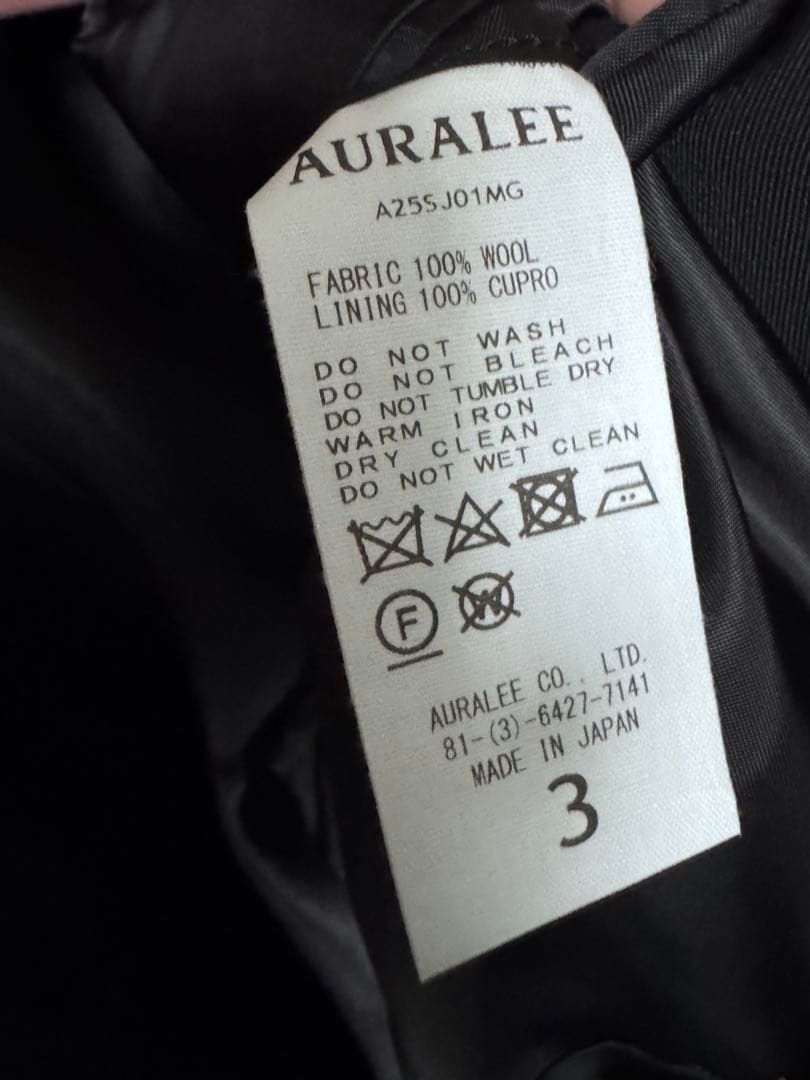 AURALEE
A25SJ01MG
FABRIC 100% WOOL
LINING 100% CUPRO
DO NOT WASH
DO NOT BLEACH
DO NOT TUMBLE DRY
WARM IRON
DRY CLEAN
DO NOT WET CLEAN
F W
AURALEE CO., LTD.
81-(3)-6427-7141
MADE IN JAPAN
3